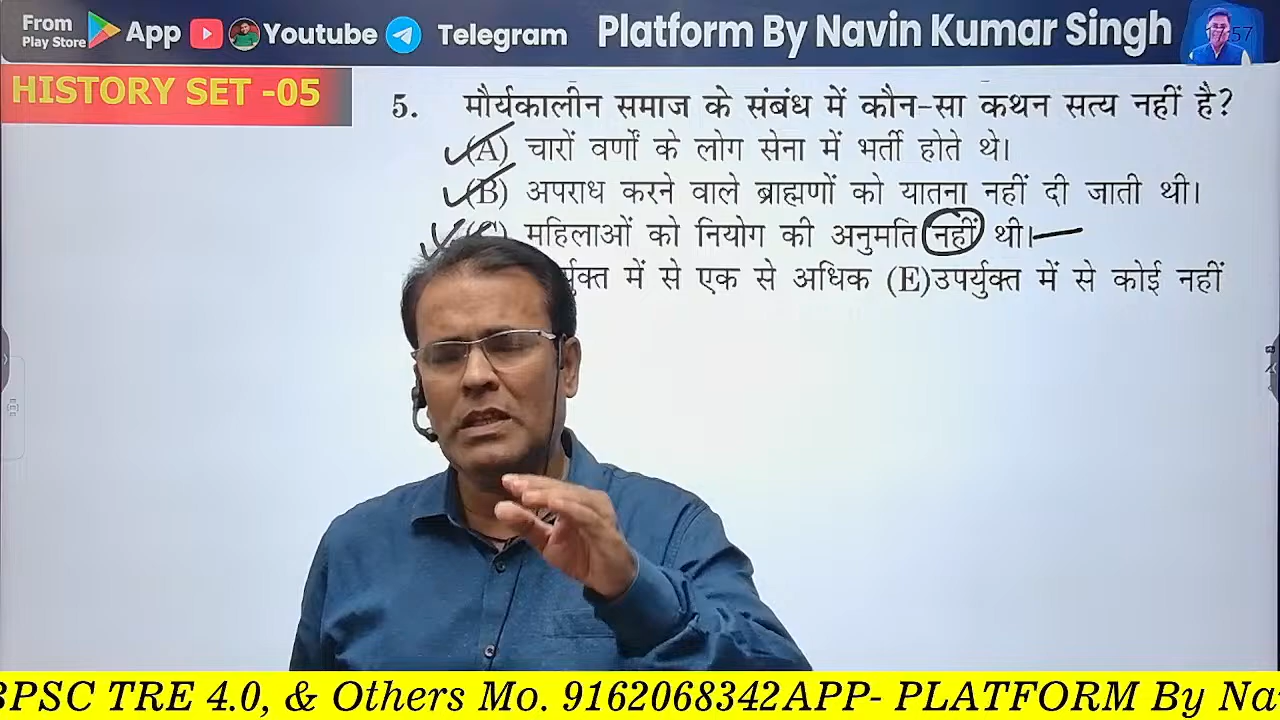 From
Play Store
App
Youtube
Telegram
Platform By Navin Kumar Singh
7:57
HISTORY SET -05
5. मौर्यकालीन समाज के संबंध में कौन-सा कथन सत्य नहीं है?
(A) चारों वर्णों के लोग सेना में भर्ती होते थे।
(B) अपराध करने वाले ब्राह्मणों को यातना नहीं दी जाती थी।
(C) महिलाओं को नियोग की अनुमति नहीं थी।
में से एक से अधिक (E)उपर्युक्त में से कोई नहीं
BPSC TRE 4.0, & Others Mo. 9162068342APP- PLATFORM By